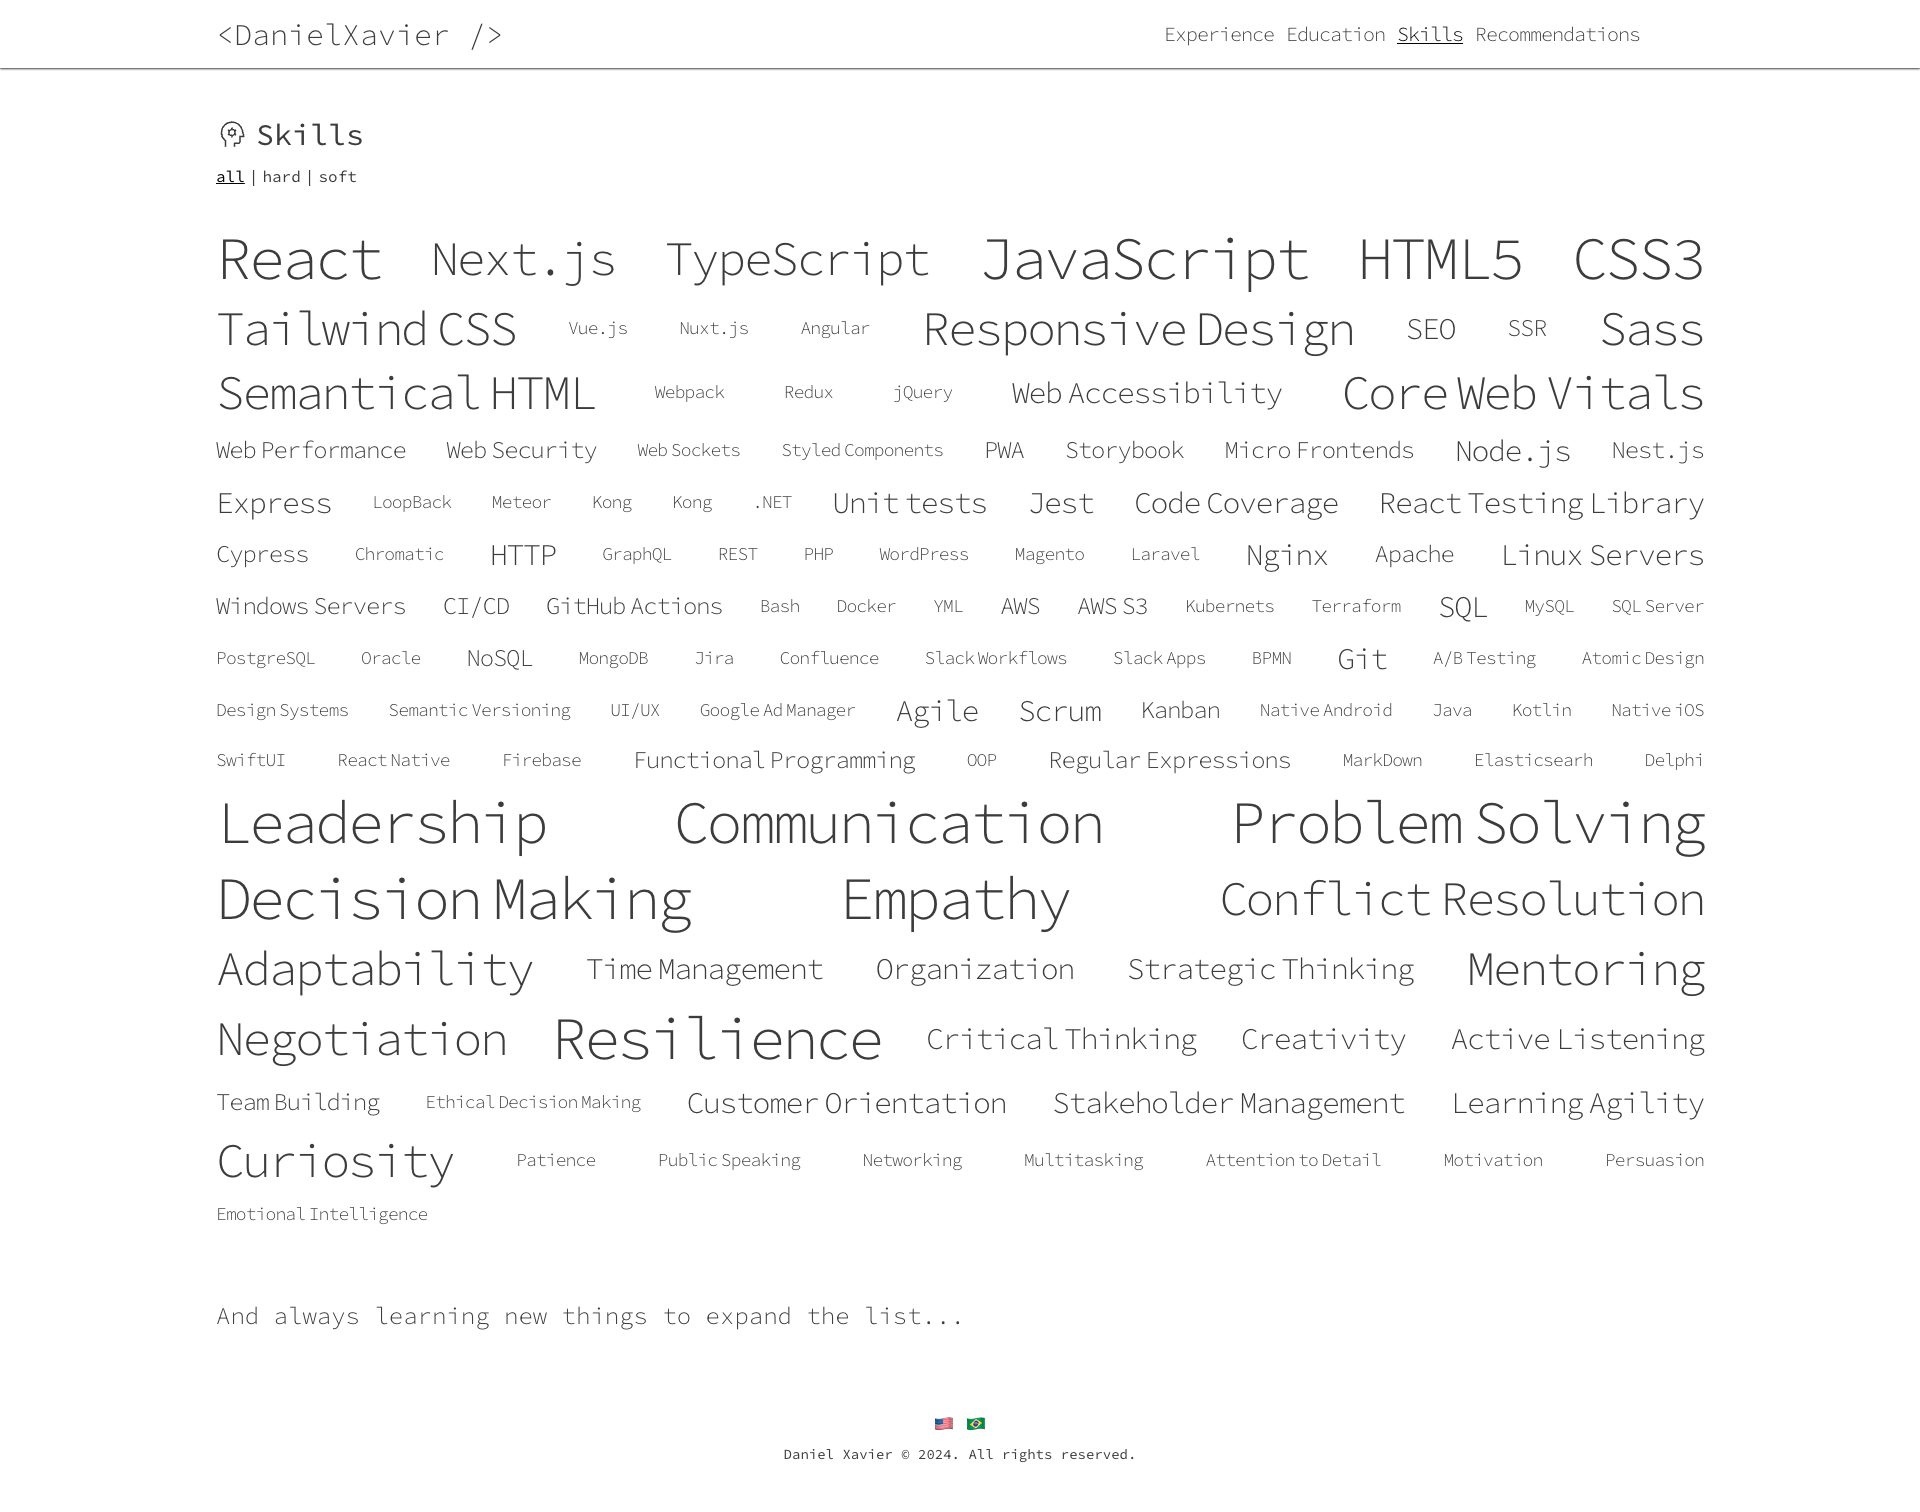 <DanielXavier /> Experience Education Skills Recommendations
Skills
all | hard | soft
React Next.js TypeScript JavaScript HTML5 CSS3
Tailwind CSS Vue.js Nuxt.js Angular Responsive Design SEO SSR Sass
Semantical HTML Webpack Redux jQuery Web Accessibility Core Web Vitals
Web Performance Web Security Web Sockets Styled Components PWA Storybook Micro Frontends Node.js Nest.js
Express LoopBack Meteor Kong Kong .NET Unit tests Jest Code Coverage React Testing Library
Cypress Chromatic HTTP GraphQL REST PHP WordPress Magento Laravel Nginx Apache Linux Servers
Windows Servers CI/CD GitHub Actions Bash Docker YML AWS AWS S3 Kubernets Terraform SQL MySQL SQL Server
PostgreSQL Oracle NoSQL MongoDB Jira Confluence Slack Workflows Slack Apps BPMN Git A/B Testing Atomic Design
Design Systems Semantic Versioning UI/UX Google Ad Manager Agile Scrum Kanban Native Android Java Kotlin Native iOS
SwiftUI React Native Firebase Functional Programming OOP Regular Expressions MarkDown Elasticsearh Delphi
Leadership Communication Problem Solving
Decision Making Empathy Conflict Resolution
Adaptability Time Management Organization Strategic Thinking Mentoring
Negotiation Resilience Critical Thinking Creativity Active Listening
Team Building Ethical Decision Making Customer Orientation Stakeholder Management Learning Agility
Curiosity Patience Public Speaking Networking Multitasking Attention to Detail Motivation Persuasion
Emotional Intelligence
And always learning new things to expand the list...
Daniel Xavier © 2024. All rights reserved.